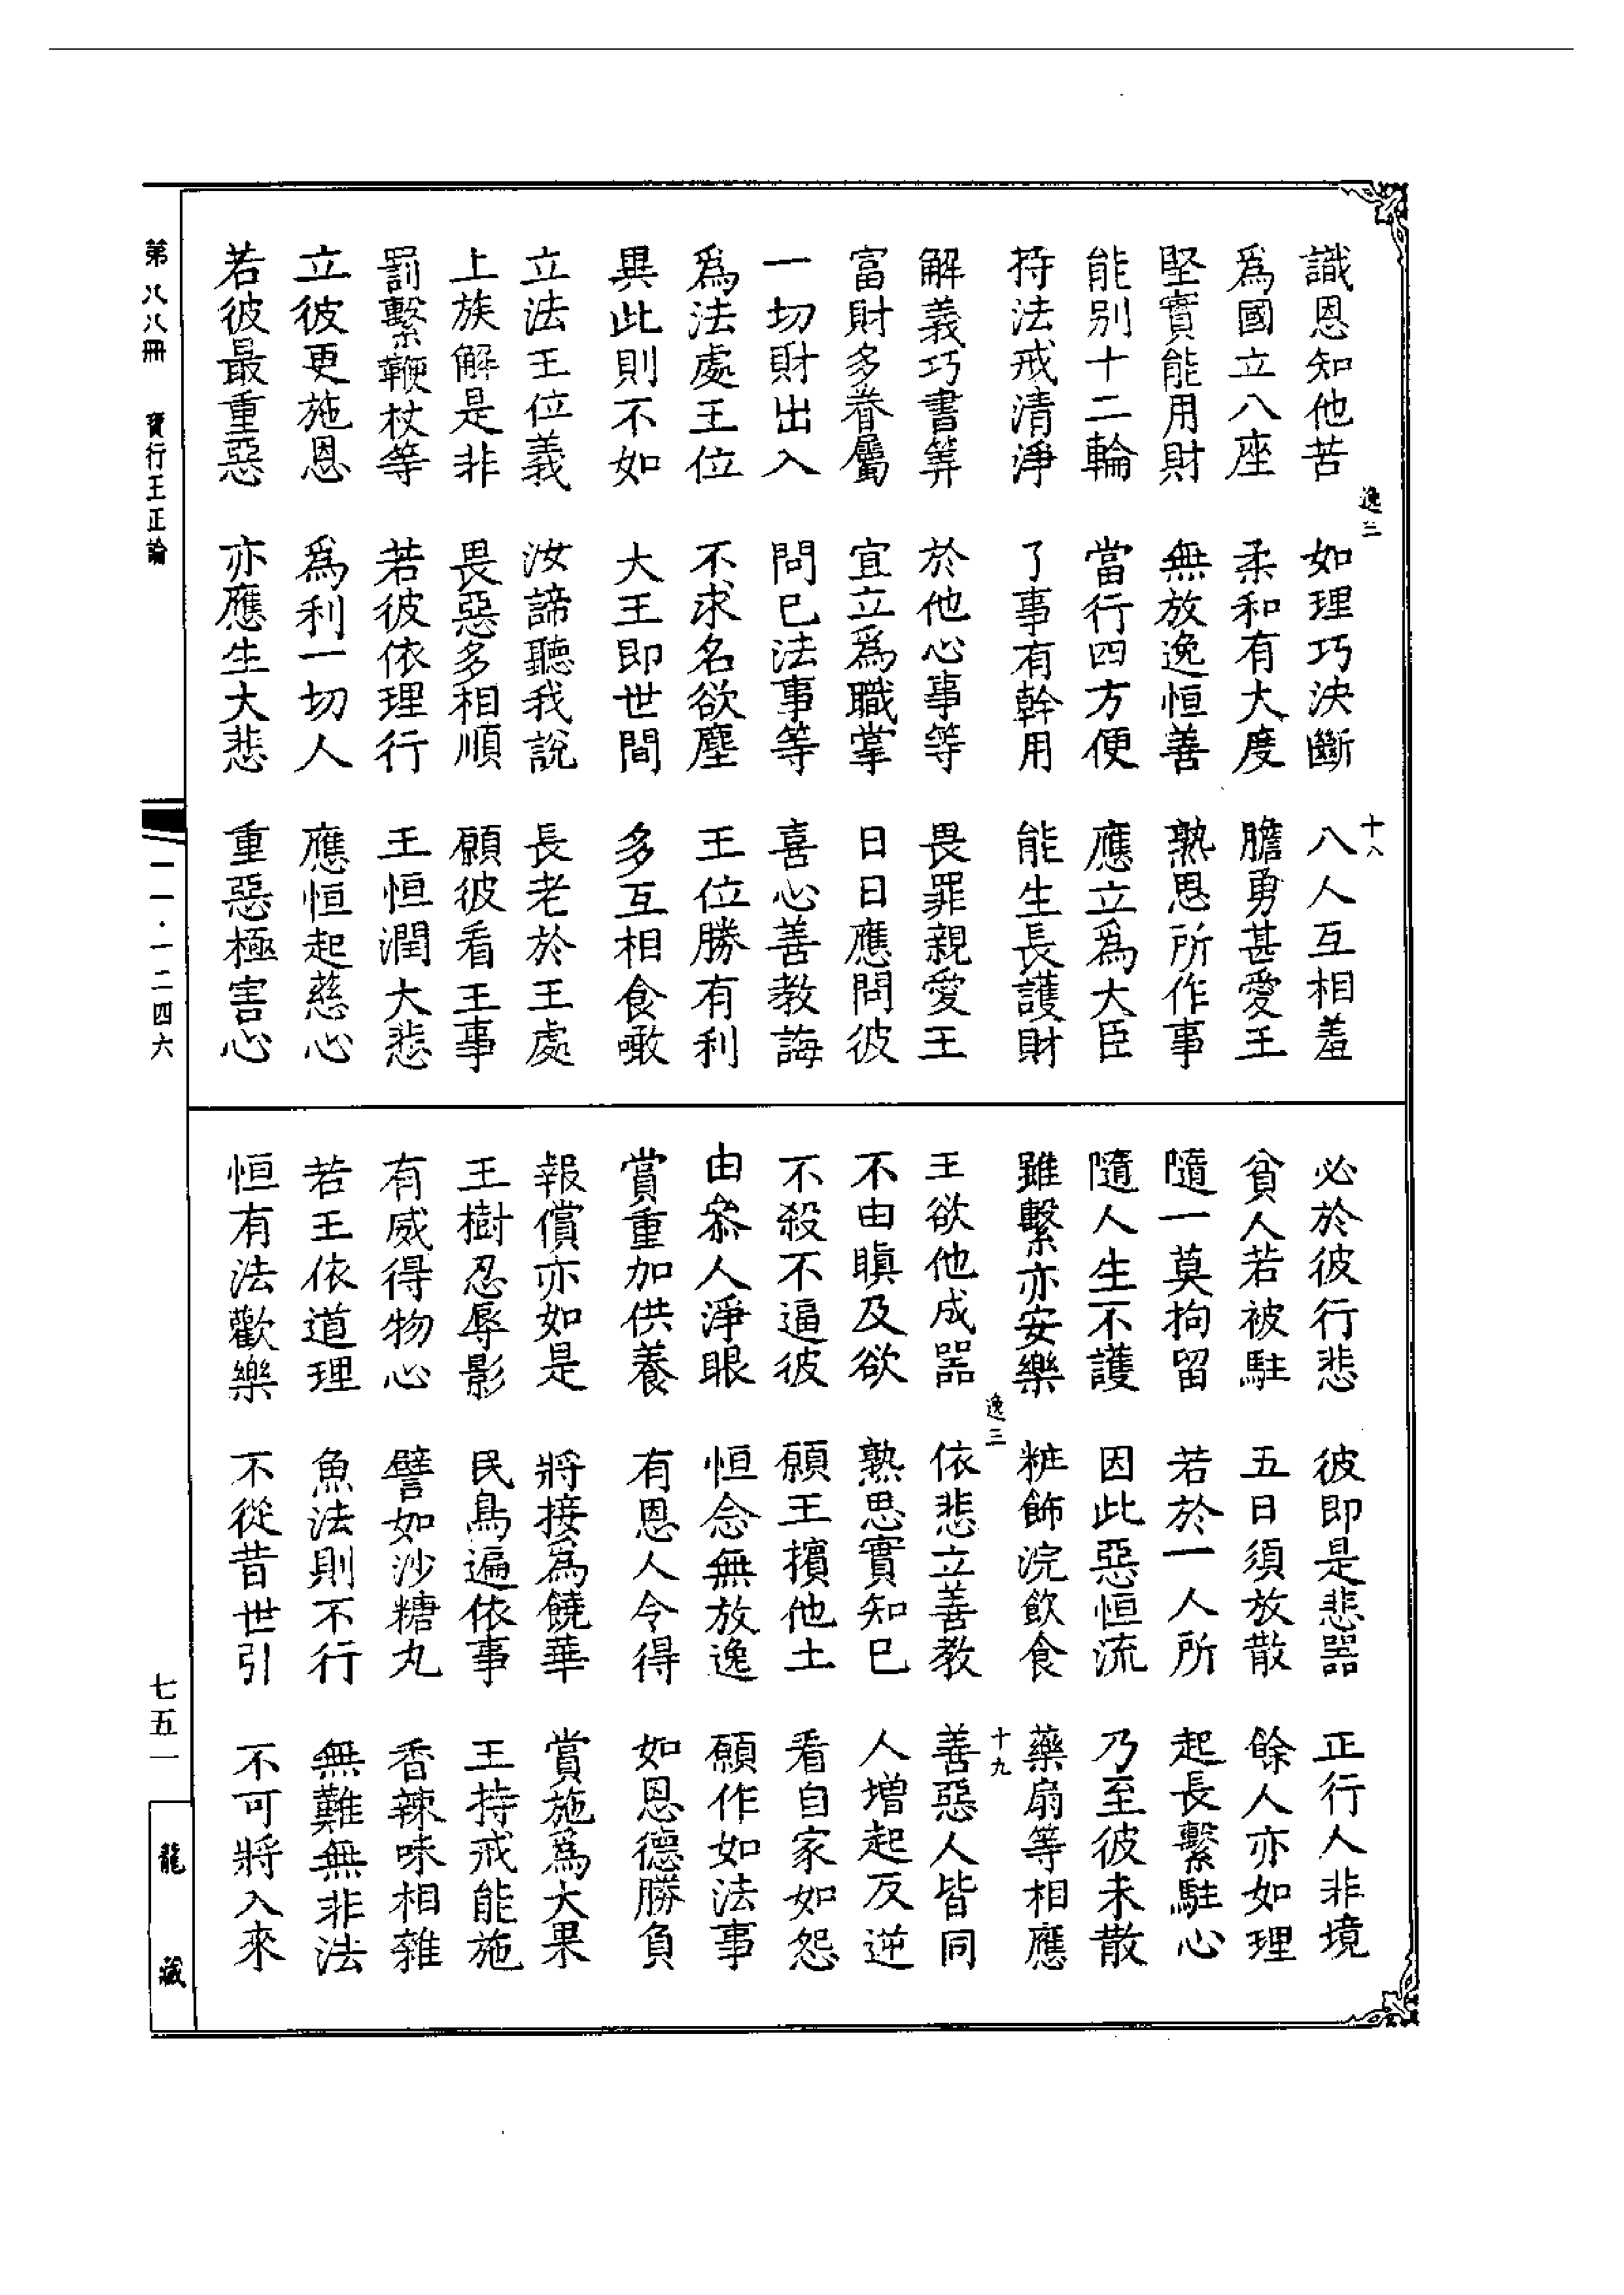 識恩知他苦　如理巧決斷　八人互相羞
為國立八座　柔和有大度　膽勇甚愛王
堅實能用財　無放逸恒善　熟思所作事
能別十二輪　當行四方便　應立爲大臣
持法戒清淨　了事有幹用　能生長護財
解義巧書筭　於他心事等　畏罪親愛王
富財多眷屬　宜立爲職掌　日日應問彼
一切財出入　問已法事等　喜心善教誨
爲法處王位　不求名欲塵　王位勝有利
異此則不如　大王即世間　多互相食噉
立法王位義　汝諦聽我說　長老於王處
上族解是非　畏惡多相順　願彼看王事
罰繫鞭杖等　若彼依理行　王恒潤大悲
立彼更施恩　爲利一切人　應恒起慈心
若彼最重惡　亦應生大悲　重惡極害心
逸三
十八
必於彼行悲　彼即是悲器　正行人非境
貧人若被駐　五日須放散　餘人亦如理
隨一莫拘留　若於一人所　起長繫駐心
隨人生不護　因此惡恒流　乃至彼未散
雖繫亦安樂　粧飾浣飲食　藥扇等相應
王欲他成器　依悲立善教　善惡人皆同
不由瞋及欲　熟思實知已　人增起反逆
不殺不逼彼　願王擯他土　看自家如怨
由衆人淨眼　恒念無放逸　願作如法事
賞重加供養　有恩人令得　如恩德勝負
報償亦如是　將接爲饒華　賞施爲大果
王樹忍辱影　民鳥遍依事　王持戒能施
有威得物心　譬如沙糖丸　香辣味相雜
若王依道理　魚法則不行　無難無非法
恒有法歡樂　不從昔世引　不可將入來
逸三
十九
第八八冊　寶行王正論
一一·一二四六
七五一
龍藏